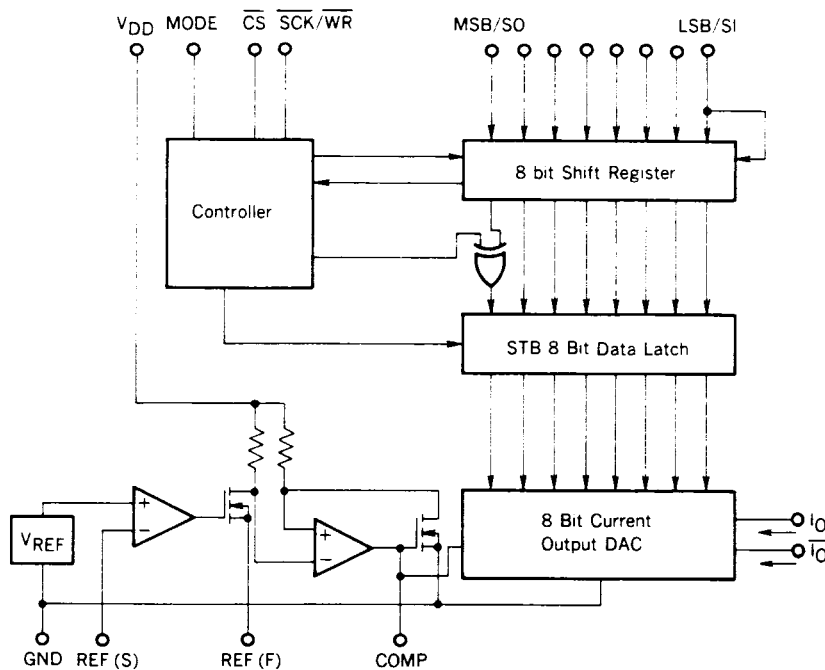 VDD MODE CS SCK/WR MSB/SO LSB/SI
8 bit Shift Register
Controller
STB 8 Bit Data Latch
+
−
VREF
+
−
8 Bit Current
Output DAC
IO
IO
GND REF(S) REF(F) COMP